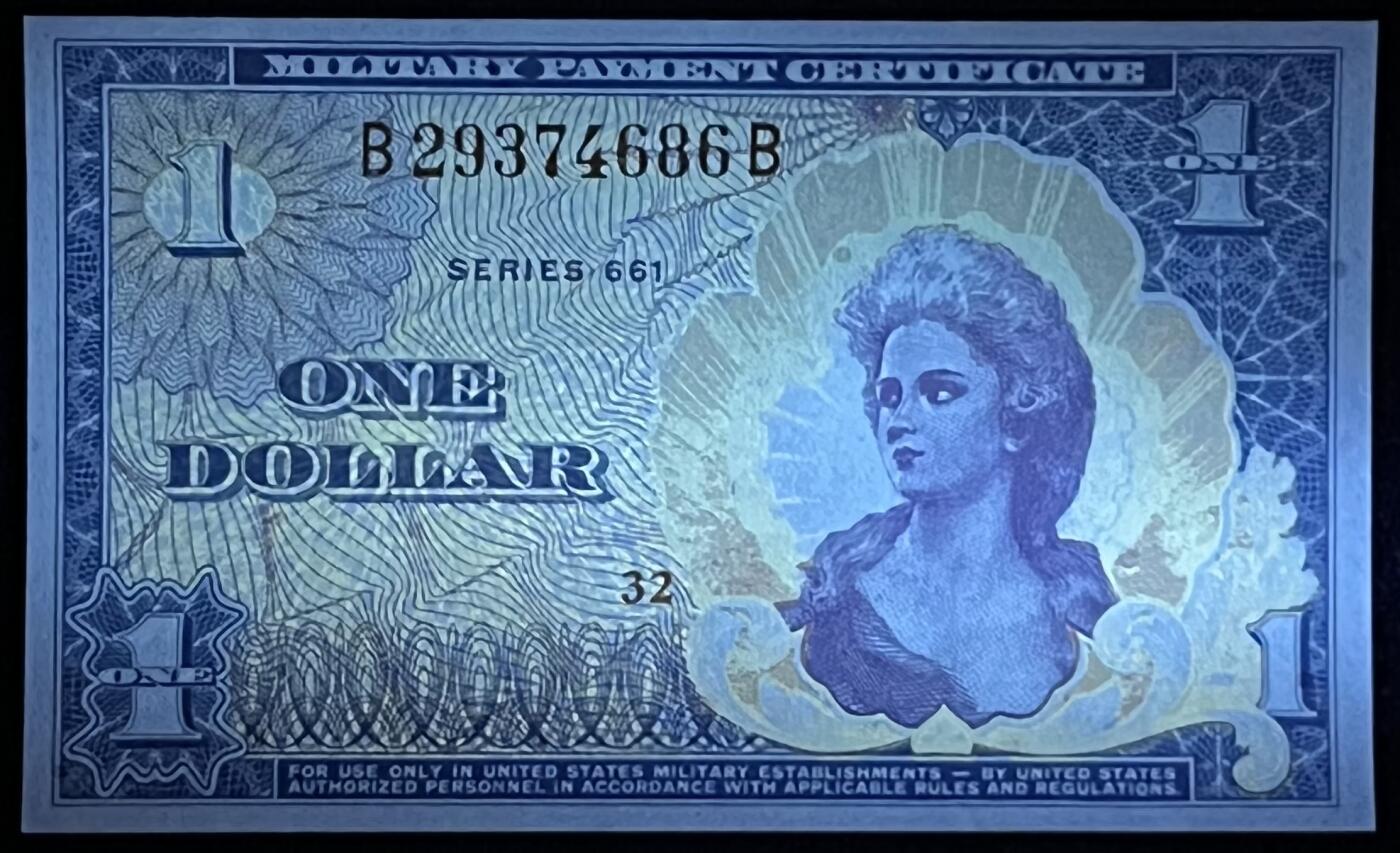 MILITARY PAYMENT CERTIFICATE
1
B29374686B
ONE
1
SERIES 661
ONE
DOLLAR
32
1
ONE
1
FOR USE ONLY IN UNITED STATES MILITARY ESTABLISHMENTS — BY UNITED STATES
AUTHORIZED PERSONNEL IN ACCORDANCE WITH APPLICABLE RULES AND REGULATIONS.